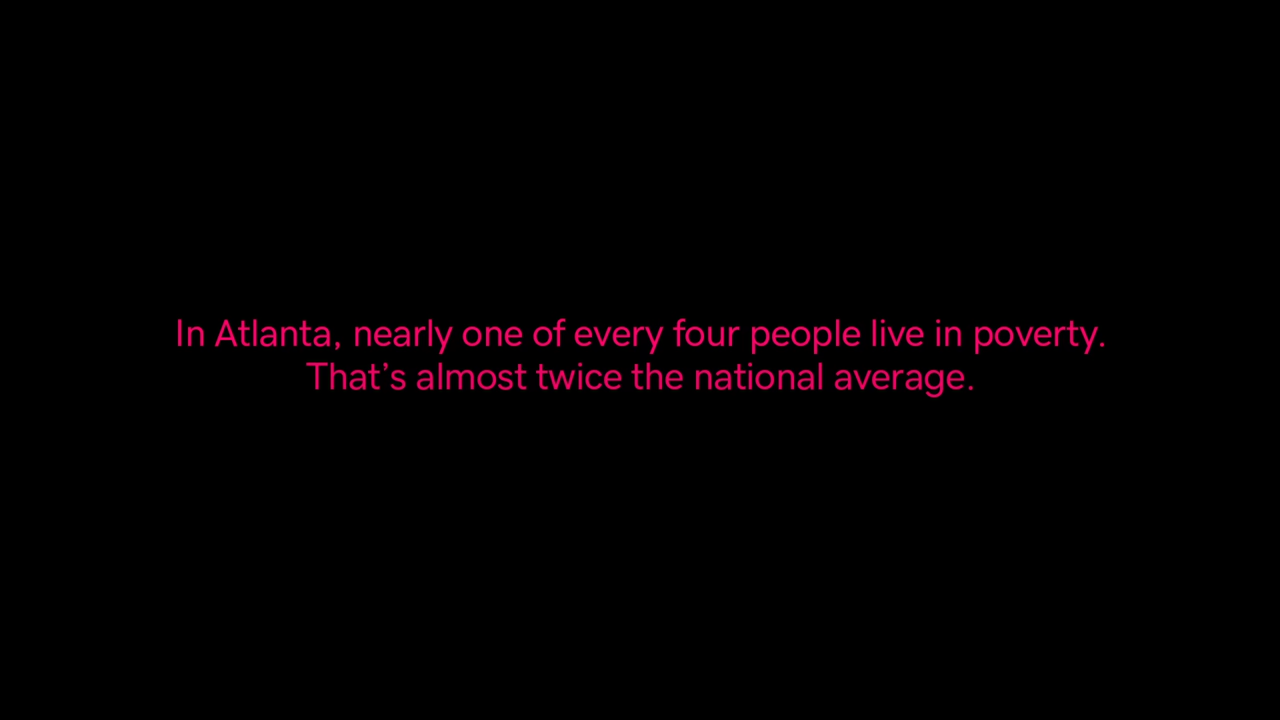 In Atlanta, nearly one of every four people live in poverty.
That’s almost twice the national average.